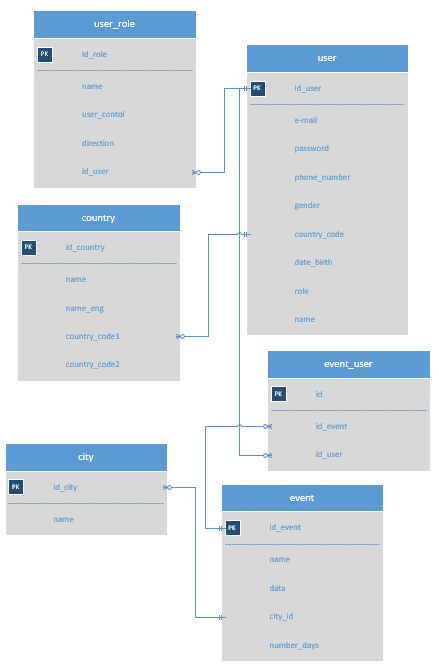 user_role
PK id_role
name
user_contol
direction
id_user
user
PK id_user
e-mail
password
phone_number
gender
country_code
date_birth
role
name
country
PK id_country
name
name_eng
country_code1
country_code2
event_user
PK id
id_event
id_user
city
PK id_city
name
event
PK id_event
name
data
city_id
number_days